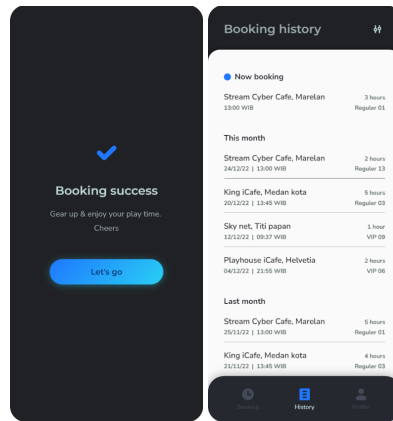 Booking success
Gear up & enjoy your play time.
Cheers
Let's go
Booking history
Now booking
Stream Cyber Cafe, Marelan 3 hours
13:00 WIB Reguler 01
This month
Stream Cyber Cafe, Marelan 2 hours
24/12/22 | 13:00 WIB Reguler 13
King iCafe, Medan kota 5 hours
20/12/22 | 13:45 WIB Reguler 03
Sky net, Titi papan 1 hour
12/12/22 | 09:37 WIB VIP 09
Playhouse iCafe, Helvetia 2 hours
04/12/22 | 21:55 WIB VIP 06
Last month
Stream Cyber Cafe, Marelan 5 hours
25/11/22 | 13:00 WIB Reguler 01
King iCafe, Medan kota 4 hours
21/11/22 | 13:45 WIB Reguler 03
Booking History Profile